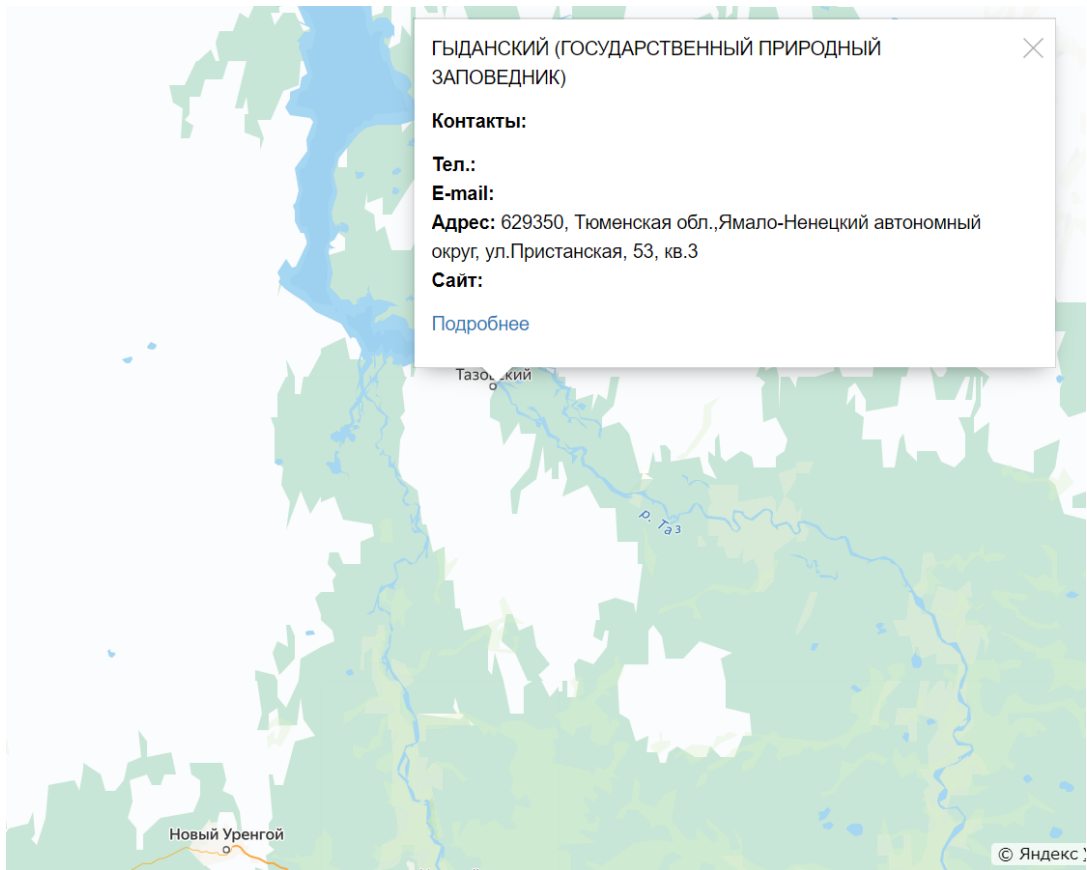 ГЫДАНСКИЙ (ГОСУДАРСТВЕННЫЙ ПРИРОДНЫЙ
ЗАПОВЕДНИК)
Контакты:
Тел.:
E-mail:
Адрес: 629350, Тюменская обл.,Ямало-Ненецкий автономный
округ, ул.Пристанская, 53, кв.3
Сайт:
Подробнее
Тазовский
р. Таз
Новый Уренгой
© Яндекс